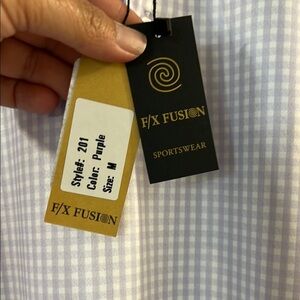 Style#: 201
Color: Purple
Size: M
F/X FUSION
F/X FUSION
SPORTSWEAR